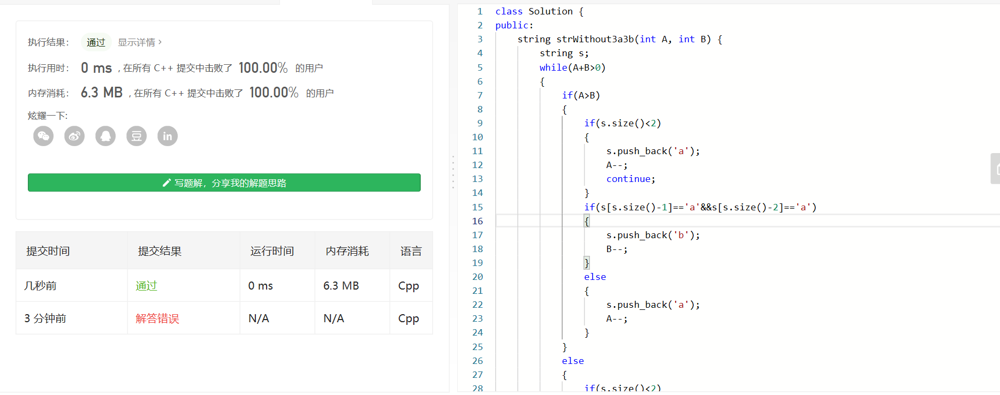 执行结果： 通过 显示详情 >
执行用时： 0 ms , 在所有 C++ 提交中击败了 100.00% 的用户
内存消耗： 6.3 MB , 在所有 C++ 提交中击败了 100.00% 的用户
炫耀一下:
豆 in
写题解，分享我的解题思路
提交时间 提交结果 运行时间 内存消耗 语言
几秒前 通过 0 ms 6.3 MB Cpp
3 分钟前 解答错误 N/A N/A Cpp
1 class Solution {
2 public:
3     string strWithout3a3b(int A, int B) {
4         string s;
5         while(A+B>0)
6         {
7             if(A>B)
8             {
9                 if(s.size()<2)
10                 {
11                     s.push_back('a');
12                     A--;
13                     continue;
14                 }
15                 if(s[s.size()-1]=='a'&&s[s.size()-2]=='a')
16                 {
17                     s.push_back('b');
18                     B--;
19                 }
20                 else
21                 {
22                     s.push_back('a');
23                     A--;
24                 }
25             }
26             else
27             {
28                 if(s.size()<2)